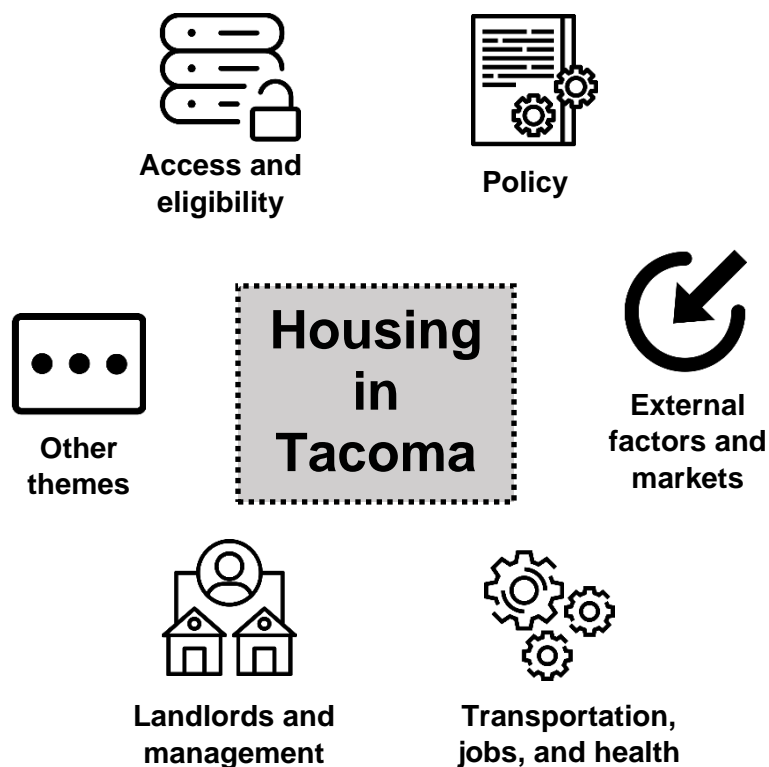 Access and
eligibility
Policy
Housing
in
Tacoma
External
factors and
markets
Other
themes
Landlords and
management
Transportation,
jobs, and health